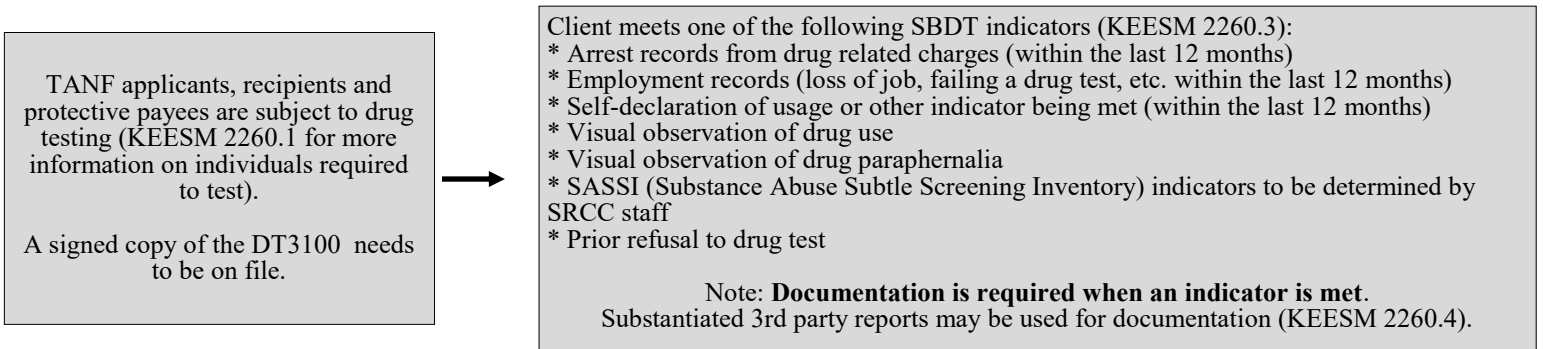 TANF applicants, recipients and
protective payees are subject to drug
testing (KEESM 2260.1 for more
information on individuals required
to test).
A signed copy of the DT3100 needs
to be on file.
Client meets one of the following SBDT indicators (KEESM 2260.3):
* Arrest records from drug related charges (within the last 12 months)
* Employment records (loss of job, failing a drug test, etc. within the last 12 months)
* Self-declaration of usage or other indicator being met (within the last 12 months)
* Visual observation of drug use
* Visual observation of drug paraphernalia
* SASSI (Substance Abuse Subtle Screening Inventory) indicators to be determined by
SRCC staff
* Prior refusal to drug test
Note: Documentation is required when an indicator is met.
Substantiated 3rd party reports may be used for documentation (KEESM 2260.4).